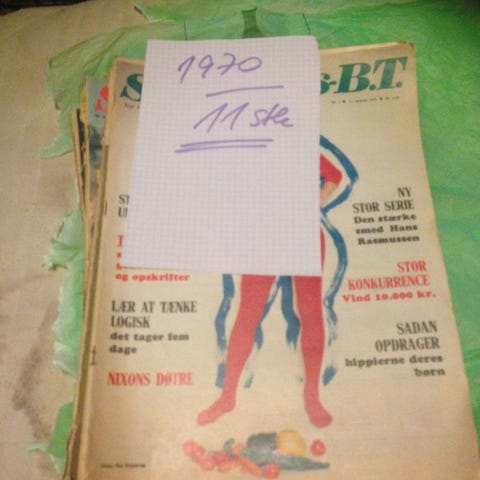 1970
11 stk
S
S &B.T.
NY
STOR SERIE
Den stærke
smed Hans
Rasmussen
og opskrifter
STOR
KONKURRENCE
Vind 10.000 kr.
LÆR AT TÆNKE
LOGISK
det tager fem
dage
SADAN
OPDRAGER
hippierne deres
børn
NIXONS DØTRE